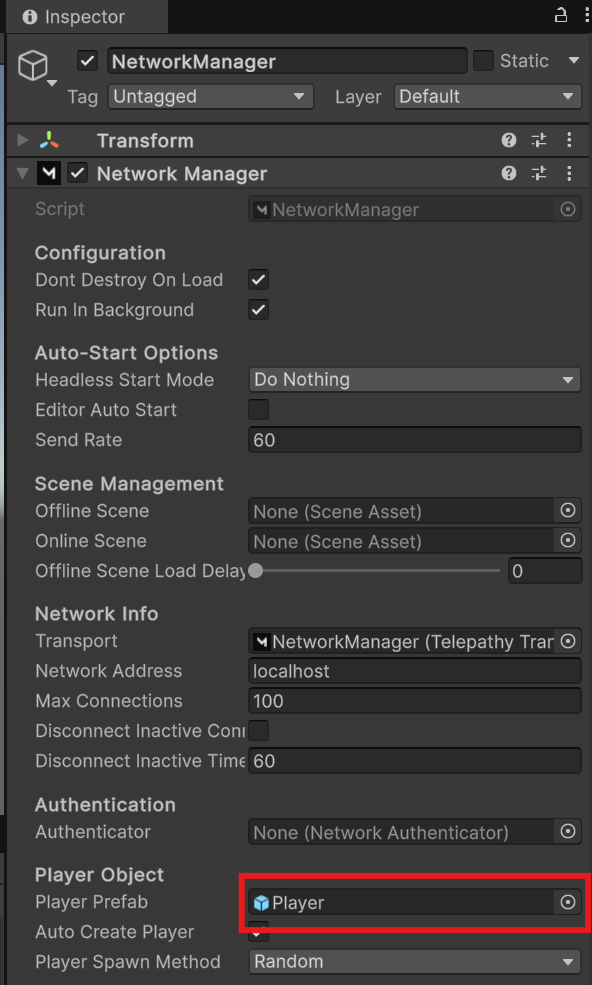 Inspector
NetworkManager Static
Tag Untagged Layer Default
Transform
Network Manager
Script NetworkManager
Configuration
Dont Destroy On Load
Run In Background
Auto-Start Options
Headless Start Mode Do Nothing
Editor Auto Start
Send Rate 60
Scene Management
Offline Scene None (Scene Asset)
Online Scene None (Scene Asset)
Offline Scene Load Delay 0
Network Info
Transport NetworkManager (Telepathy Tran
Network Address localhost
Max Connections 100
Disconnect Inactive Con
Disconnect Inactive Time 60
Authentication
Authenticator None (Network Authenticator)
Player Object
Player Prefab Player
Auto Create Player
Player Spawn Method Random